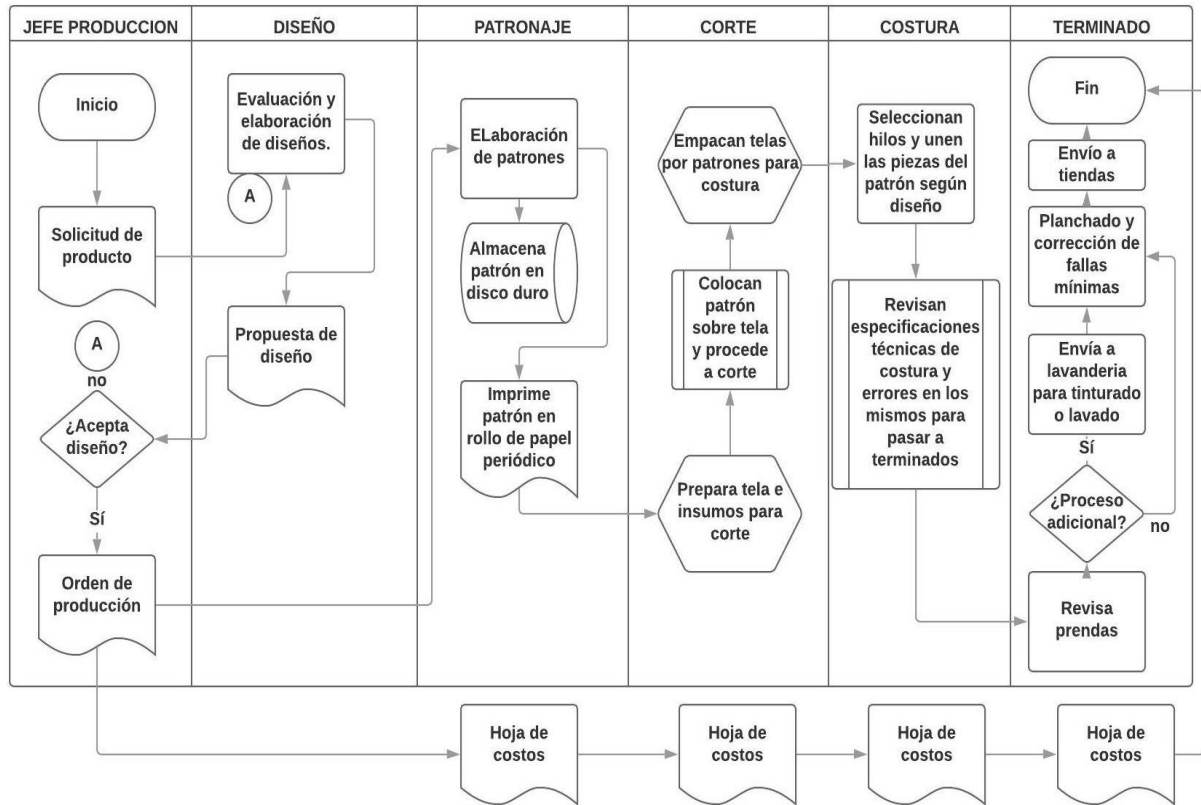 JEFE PRODUCCION
DISEÑO
PATRONAJE
CORTE
COSTURA
TERMINADO
Inicio
Solicitud de
producto
A
no
¿Acepta
diseño?
Sí
Orden de
producción
Evaluación y
elaboración
de diseños.
A
Propuesta de
diseño
ELaboración
de patrones
Almacena
patrón en
disco duro
Imprime
patrón en
rollo de papel
periódico
Empacan telas
por patrones para
costura
Colocan
patrón
sobre tela
y procede
a corte
Prepara tela e
insumos para
corte
Seleccionan
hilos y unen
las piezas del
patrón según
diseño
Revisan
especificaciones
técnicas de
costura y
errores en los
mismos para
pasar a
terminados
Fin
Envío a
tiendas
Planchado y
corrección de
fallas
mínimas
Envía a
lavanderia
para tinturado
o lavado
Sí
¿Proceso
adicional?
no
Revisa
prendas
Hoja de
costos
Hoja de
costos
Hoja de
costos
Hoja de
costos